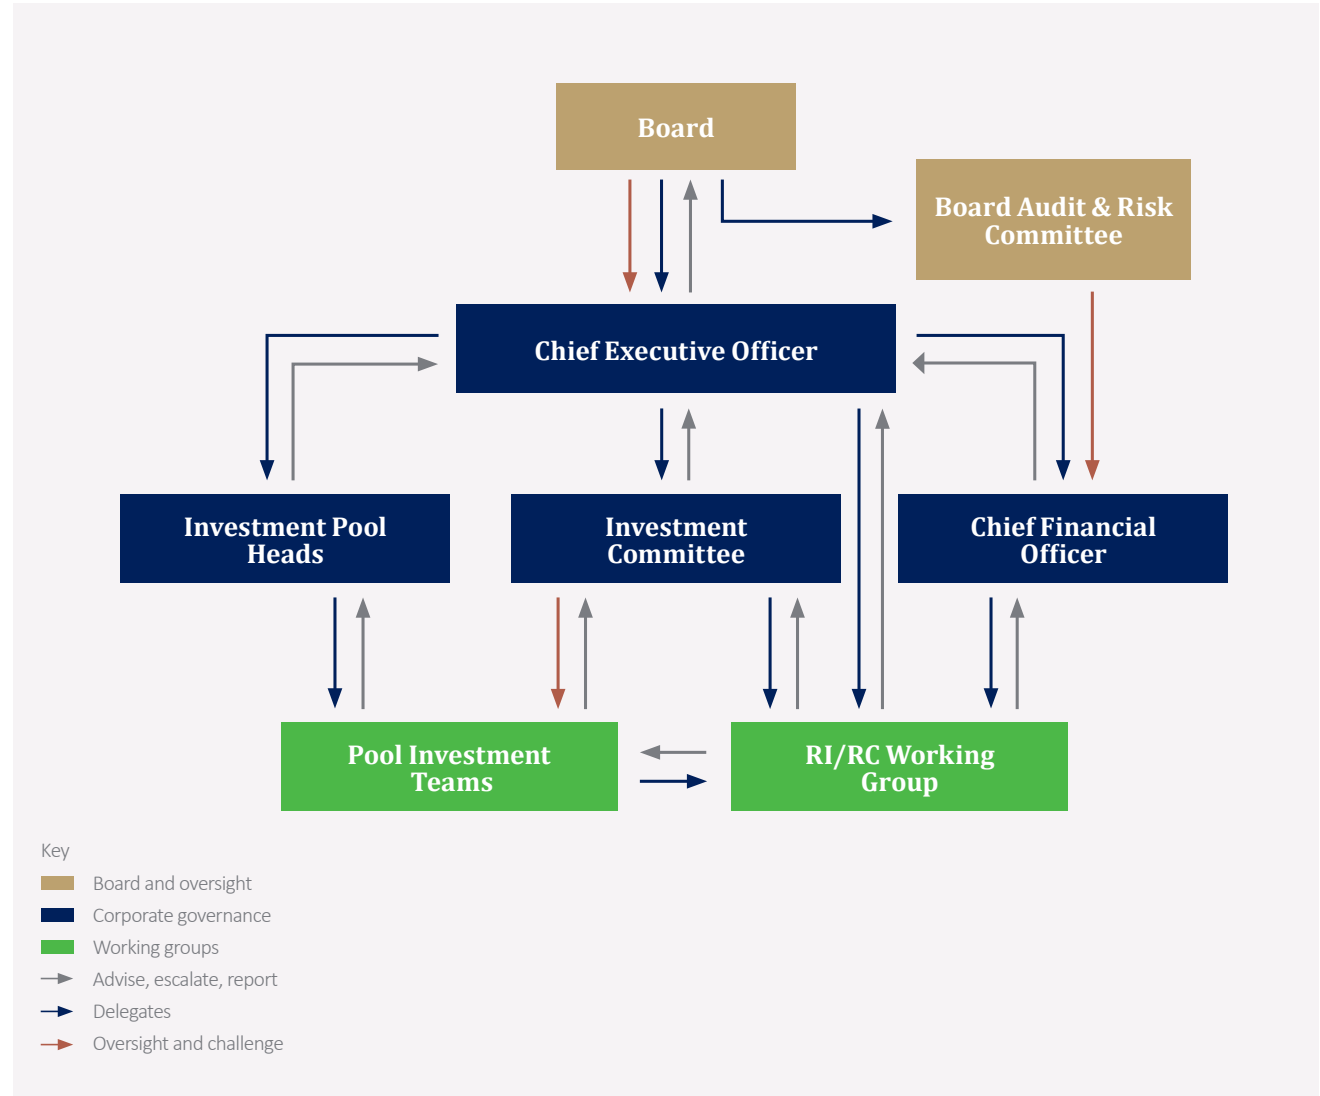 Board
Board Audit & Risk
Committee
Chief Executive Officer
Investment Pool
Heads
Investment
Committee
Chief Financial
Officer
Pool Investment
Teams
RI/RC Working
Group
Key
Board and oversight
Corporate governance
Working groups
Advise, escalate, report
Delegates
Oversight and challenge